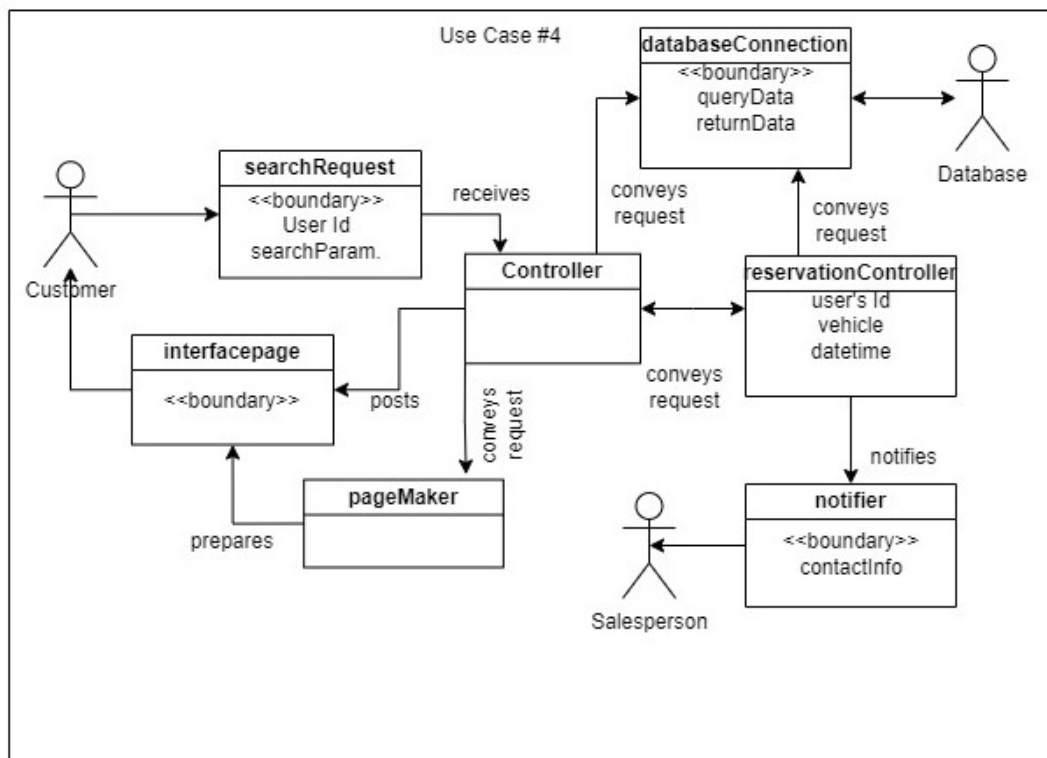 Use Case #4
databaseConnection
<<boundary>>
queryData
returnData
Database
searchRequest
<<boundary>>
User Id
searchParam.
receives
conveys
request
conveys
request
Customer
Controller
reservationController
user's Id
vehicle
datetime
interfacepage
<<boundary>>
posts
conveys
request
conveys
request
notifies
pageMaker
prepares
notifier
<<boundary>>
contactInfo
Salesperson